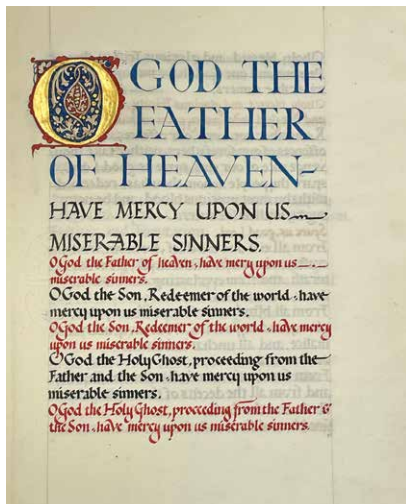 O GOD THE
FATHER
OF HEAVEN-
HAVE MERCY UPON US
MISERABLE SINNERS.
O God the Father of heaven, have mercy upon us
miserable sinners.
O God the Son, Redeemer of the world, have
mercy upon us miserable sinners.
O God the Son, Redeemer of the world, have mercy
upon us miserable sinners.
O God the Holy Ghost, proceeding from the
Father and the Son, have mercy upon us
miserable sinners.
O God the Holy Ghost, proceeding from the Father &
the Son, have mercy upon us miserable sinners.